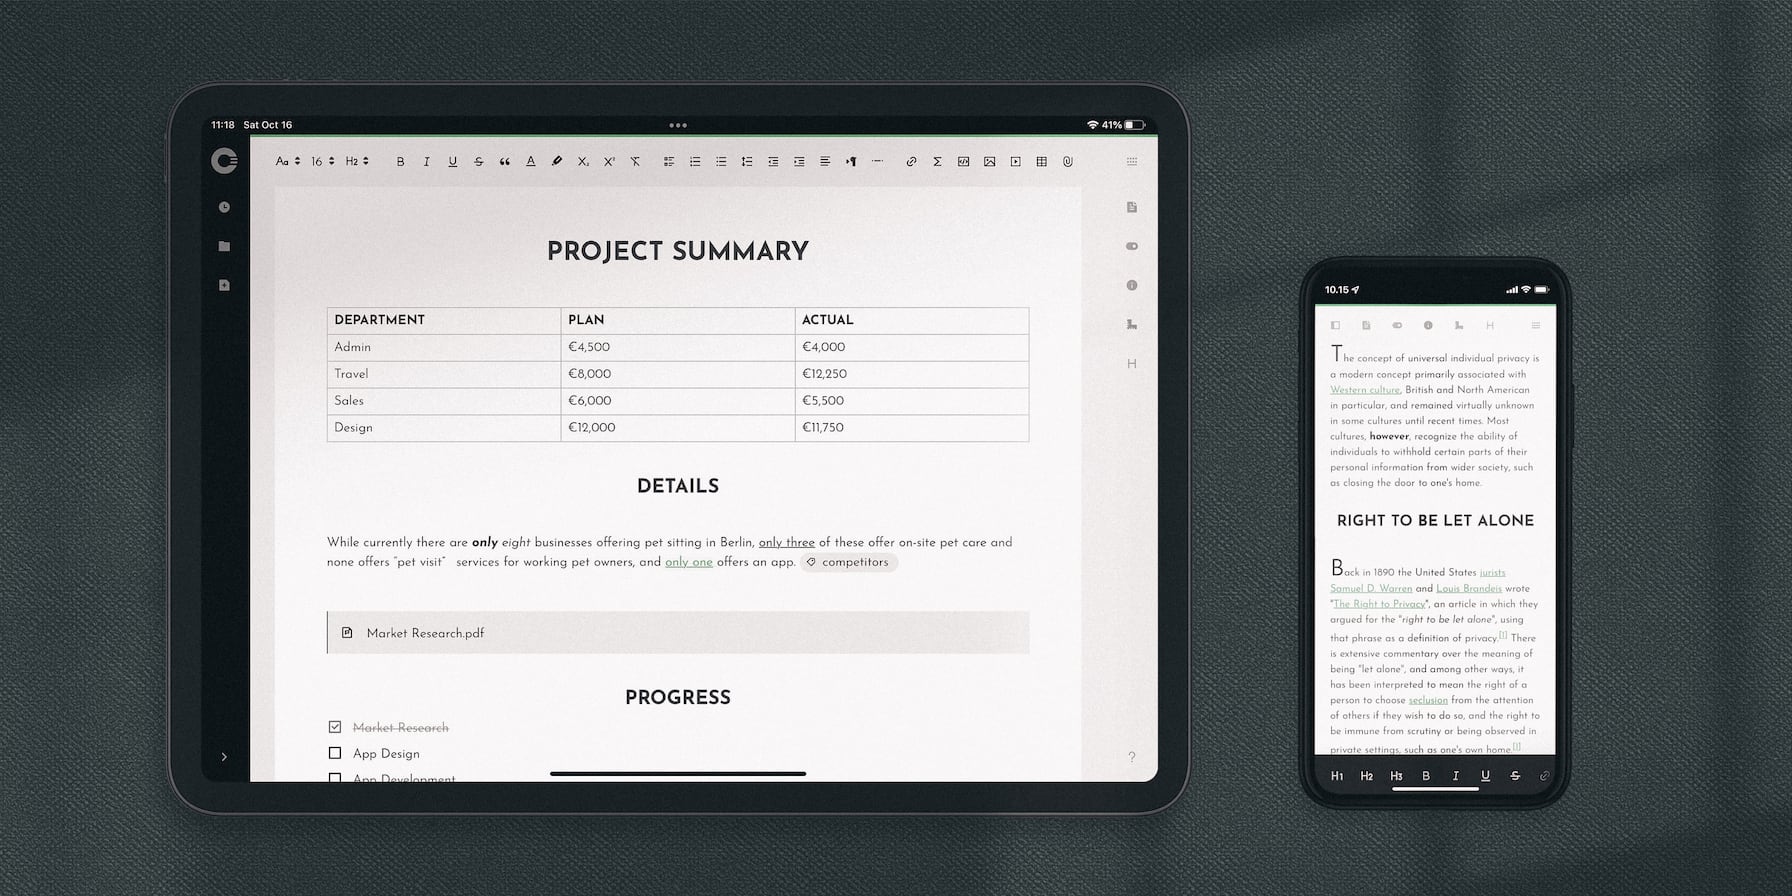 11:18 Sat Oct 16
41%
Aa 16 H2 B I U S A X₂ X² Σ
PROJECT SUMMARY
DEPARTMENT PLAN ACTUAL
Admin €4,500 €4,000
Travel €8,000 €12,250
Sales €6,000 €5,500
Design €12,000 €11,750
DETAILS
While currently there are only eight businesses offering pet sitting in Berlin, only three of these offer on-site pet care and
none offers "pet visit" services for working pet owners, and only one offers an app. competitors
Market Research.pdf
PROGRESS
Market Research
App Design
App Development
H
?
10.15
H
The concept of universal individual privacy is
a modern concept primarily associated with
Western culture, British and North American
in particular, and remained virtually unknown
in some cultures until recent times. Most
cultures, however, recognize the ability of
individuals to withhold certain parts of their
personal information from wider society, such
as closing the door to one's home.
RIGHT TO BE LET ALONE
Back in 1890 the United States jurists
Samuel D. Warren and Louis Brandeis wrote
"The Right to Privacy", an article in which they
argued for the "right to be let alone", using
that phrase as a definition of privacy.[1] There
is extensive commentary over the meaning of
being "let alone", and among other ways, it
has been interpreted to mean the right of a
person to choose seclusion from the attention
of others if they wish to do so, and the right to
be immune from scrutiny or being observed in
private settings, such as one's own home.[1]
H1 H2 H3 B I U S